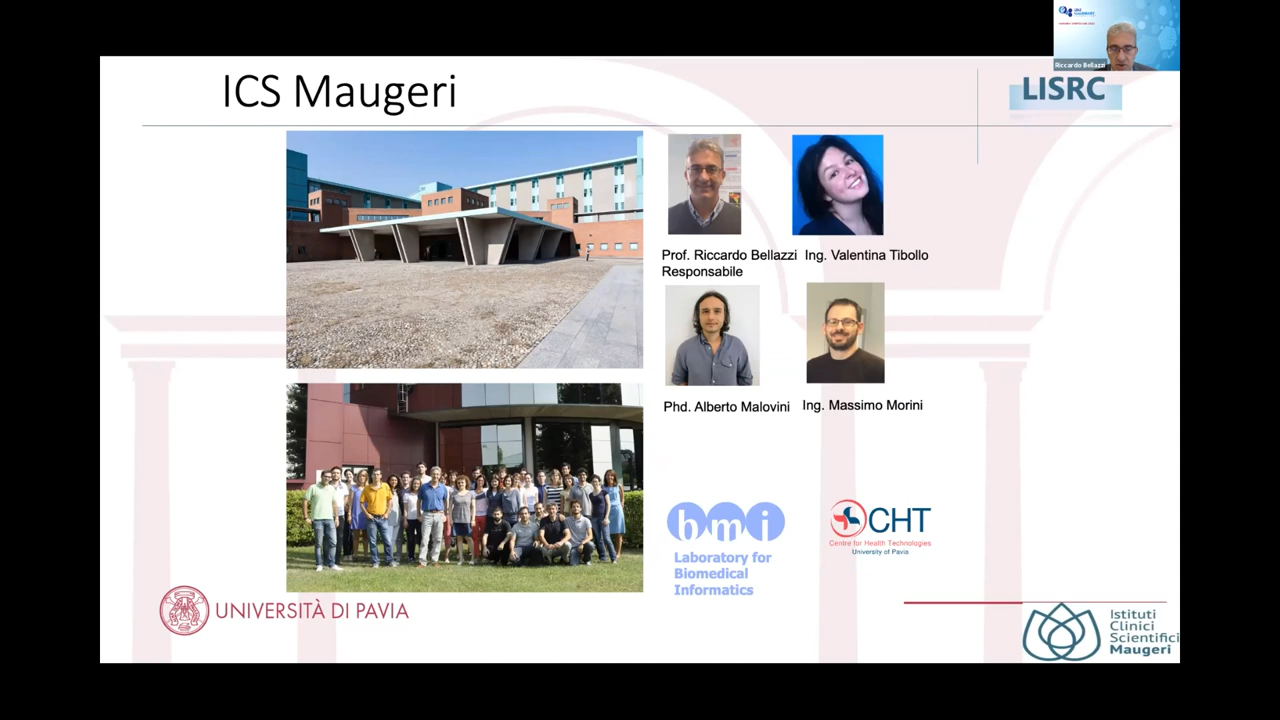 ICS Maugeri
Riccardo Bellazzi
LISRC
Prof. Riccardo Bellazzi
Responsabile
Ing. Valentina Tibollo
Phd. Alberto Malovini
Ing. Massimo Morini
bmi
Laboratory for
Biomedical
Informatics
CHT
Centre for Health Technologies
University of Pavia
UNIVERSITÀ DI PAVIA
Istituti
Clinici
Scientifici
Maugeri